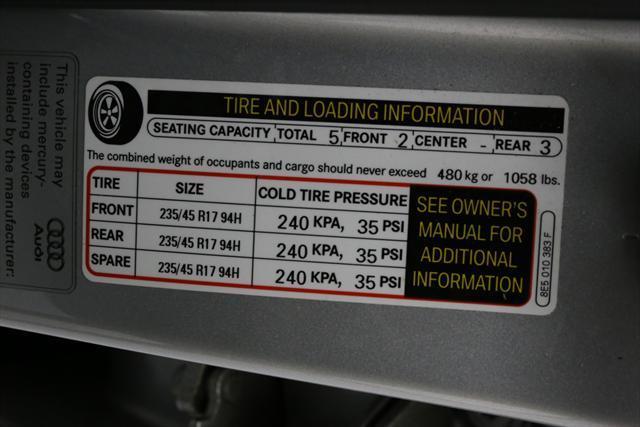 TIRE AND LOADING INFORMATION
SEATING CAPACITY TOTAL 5 FRONT 2 CENTER - REAR 3
The combined weight of occupants and cargo should never exceed 480 kg or 1058 lbs.
TIRE SIZE COLD TIRE PRESSURE
FRONT 235/45 R17 94H 240 KPA, 35 PSI
REAR 235/45 R17 94H 240 KPA, 35 PSI
SPARE 235/45 R17 94H 240 KPA, 35 PSI
SEE OWNER'S
MANUAL FOR
ADDITIONAL
INFORMATION
8E5 010 383 F
This vehicle may
include mercury-
containing devices
installed by the manufacturer:
Audi